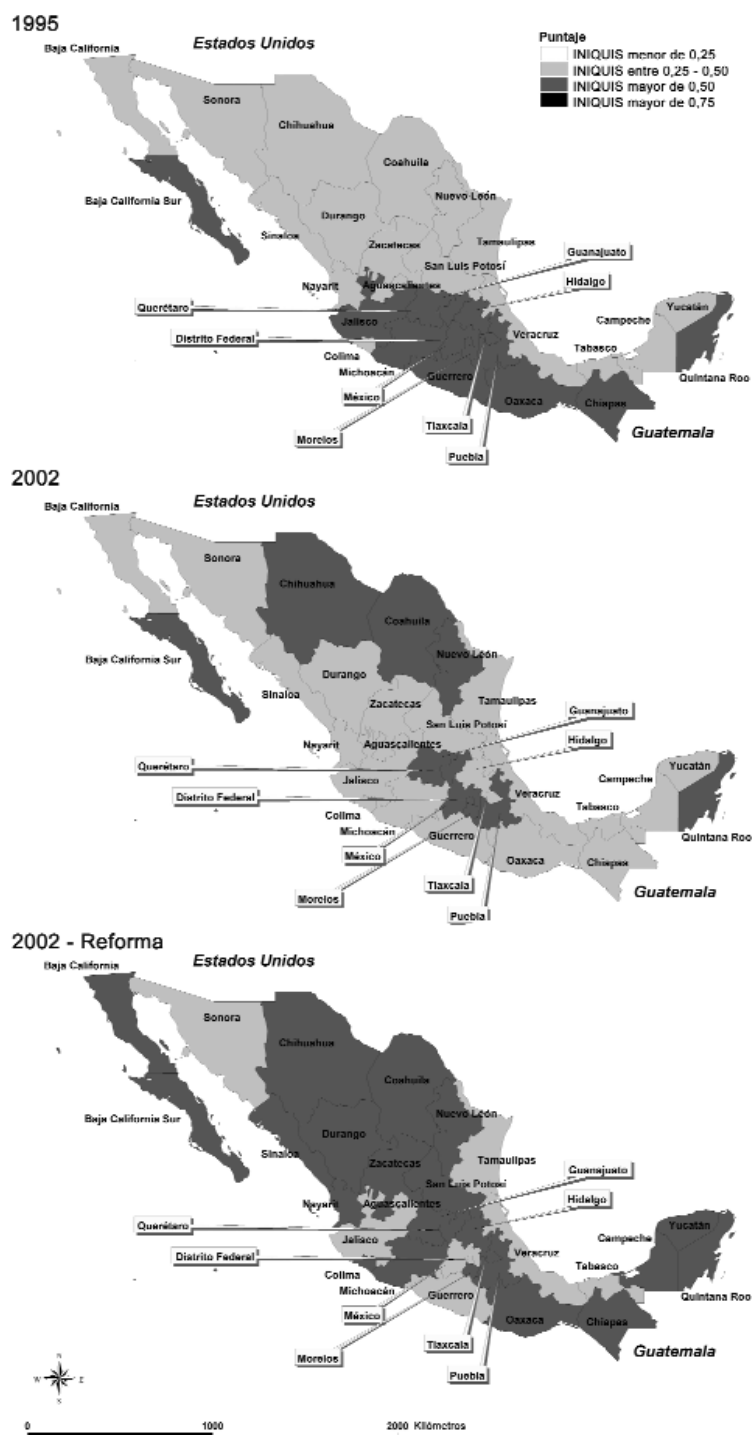 1995
Baja California
Estados Unidos
Puntaje
INIQUIS menor de 0,25
INIQUIS entre 0,25 - 0,50
INIQUIS mayor de 0,50
INIQUIS mayor de 0,75
Sonora
Chihuahua
Coahuila
Nuevo León
Baja California Sur
Durango
Sinaloa
Zacatecas
Tamaulipas
Guanajuato
San Luis Potosí
Nayarit
Aguascalientes
Hidalgo
Querétaro
Yucatán
Campeche
Jalisco
Distrito Federal
Veracruz
Tabasco
Colima
Michoacán
Guerrero
Quintana Roo
México
Oaxaca
Chiapas
Tlaxcala
Morelos
Guatemala
Puebla
2002
Baja California
Estados Unidos
Sonora
Chihuahua
Coahuila
Nuevo León
Baja California Sur
Durango
Sinaloa
Zacatecas
Tamaulipas
Guanajuato
San Luis Potosí
Nayarit
Aguascalientes
Hidalgo
Querétaro
Yucatán
Campeche
Jalisco
Distrito Federal
Veracruz
Tabasco
Colima
Michoacán
Guerrero
Quintana Roo
México
Oaxaca
Chiapas
Tlaxcala
Morelos
Guatemala
Puebla
2002 - Reforma
Baja California
Estados Unidos
Sonora
Chihuahua
Coahuila
Nuevo León
Baja California Sur
Durango
Sinaloa
Zacatecas
Tamaulipas
Guanajuato
San Luis Potosí
Nayarit
Aguascalientes
Hidalgo
Querétaro
Yucatán
Campeche
Jalisco
Distrito Federal
Veracruz
Tabasco
Colima
Michoacán
Guerrero
Quintana Roo
México
Oaxaca
Chiapas
Tlaxcala
Morelos
Guatemala
Puebla
N
W E
S
0 1000 2000 Kilómetros